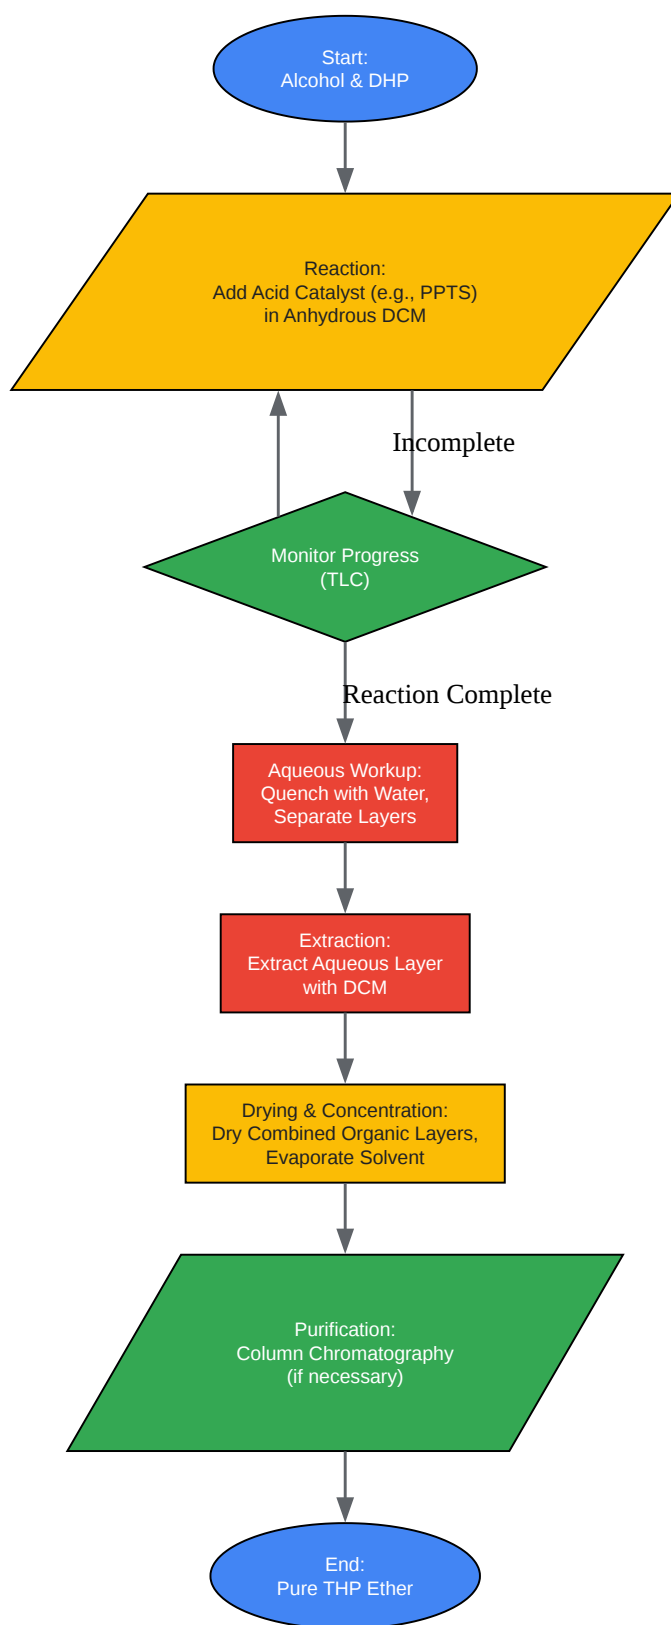 Start:
Alcohol & DHP
Reaction:
Add Acid Catalyst (e.g., PPTS)
in Anhydrous DCM
Incomplete
Monitor Progress
(TLC)
Reaction Complete
Aqueous Workup:
Quench with Water,
Separate Layers
Extraction:
Extract Aqueous Layer
with DCM
Drying & Concentration:
Dry Combined Organic Layers,
Evaporate Solvent
Purification:
Column Chromatography
(if necessary)
End:
Pure THP Ether